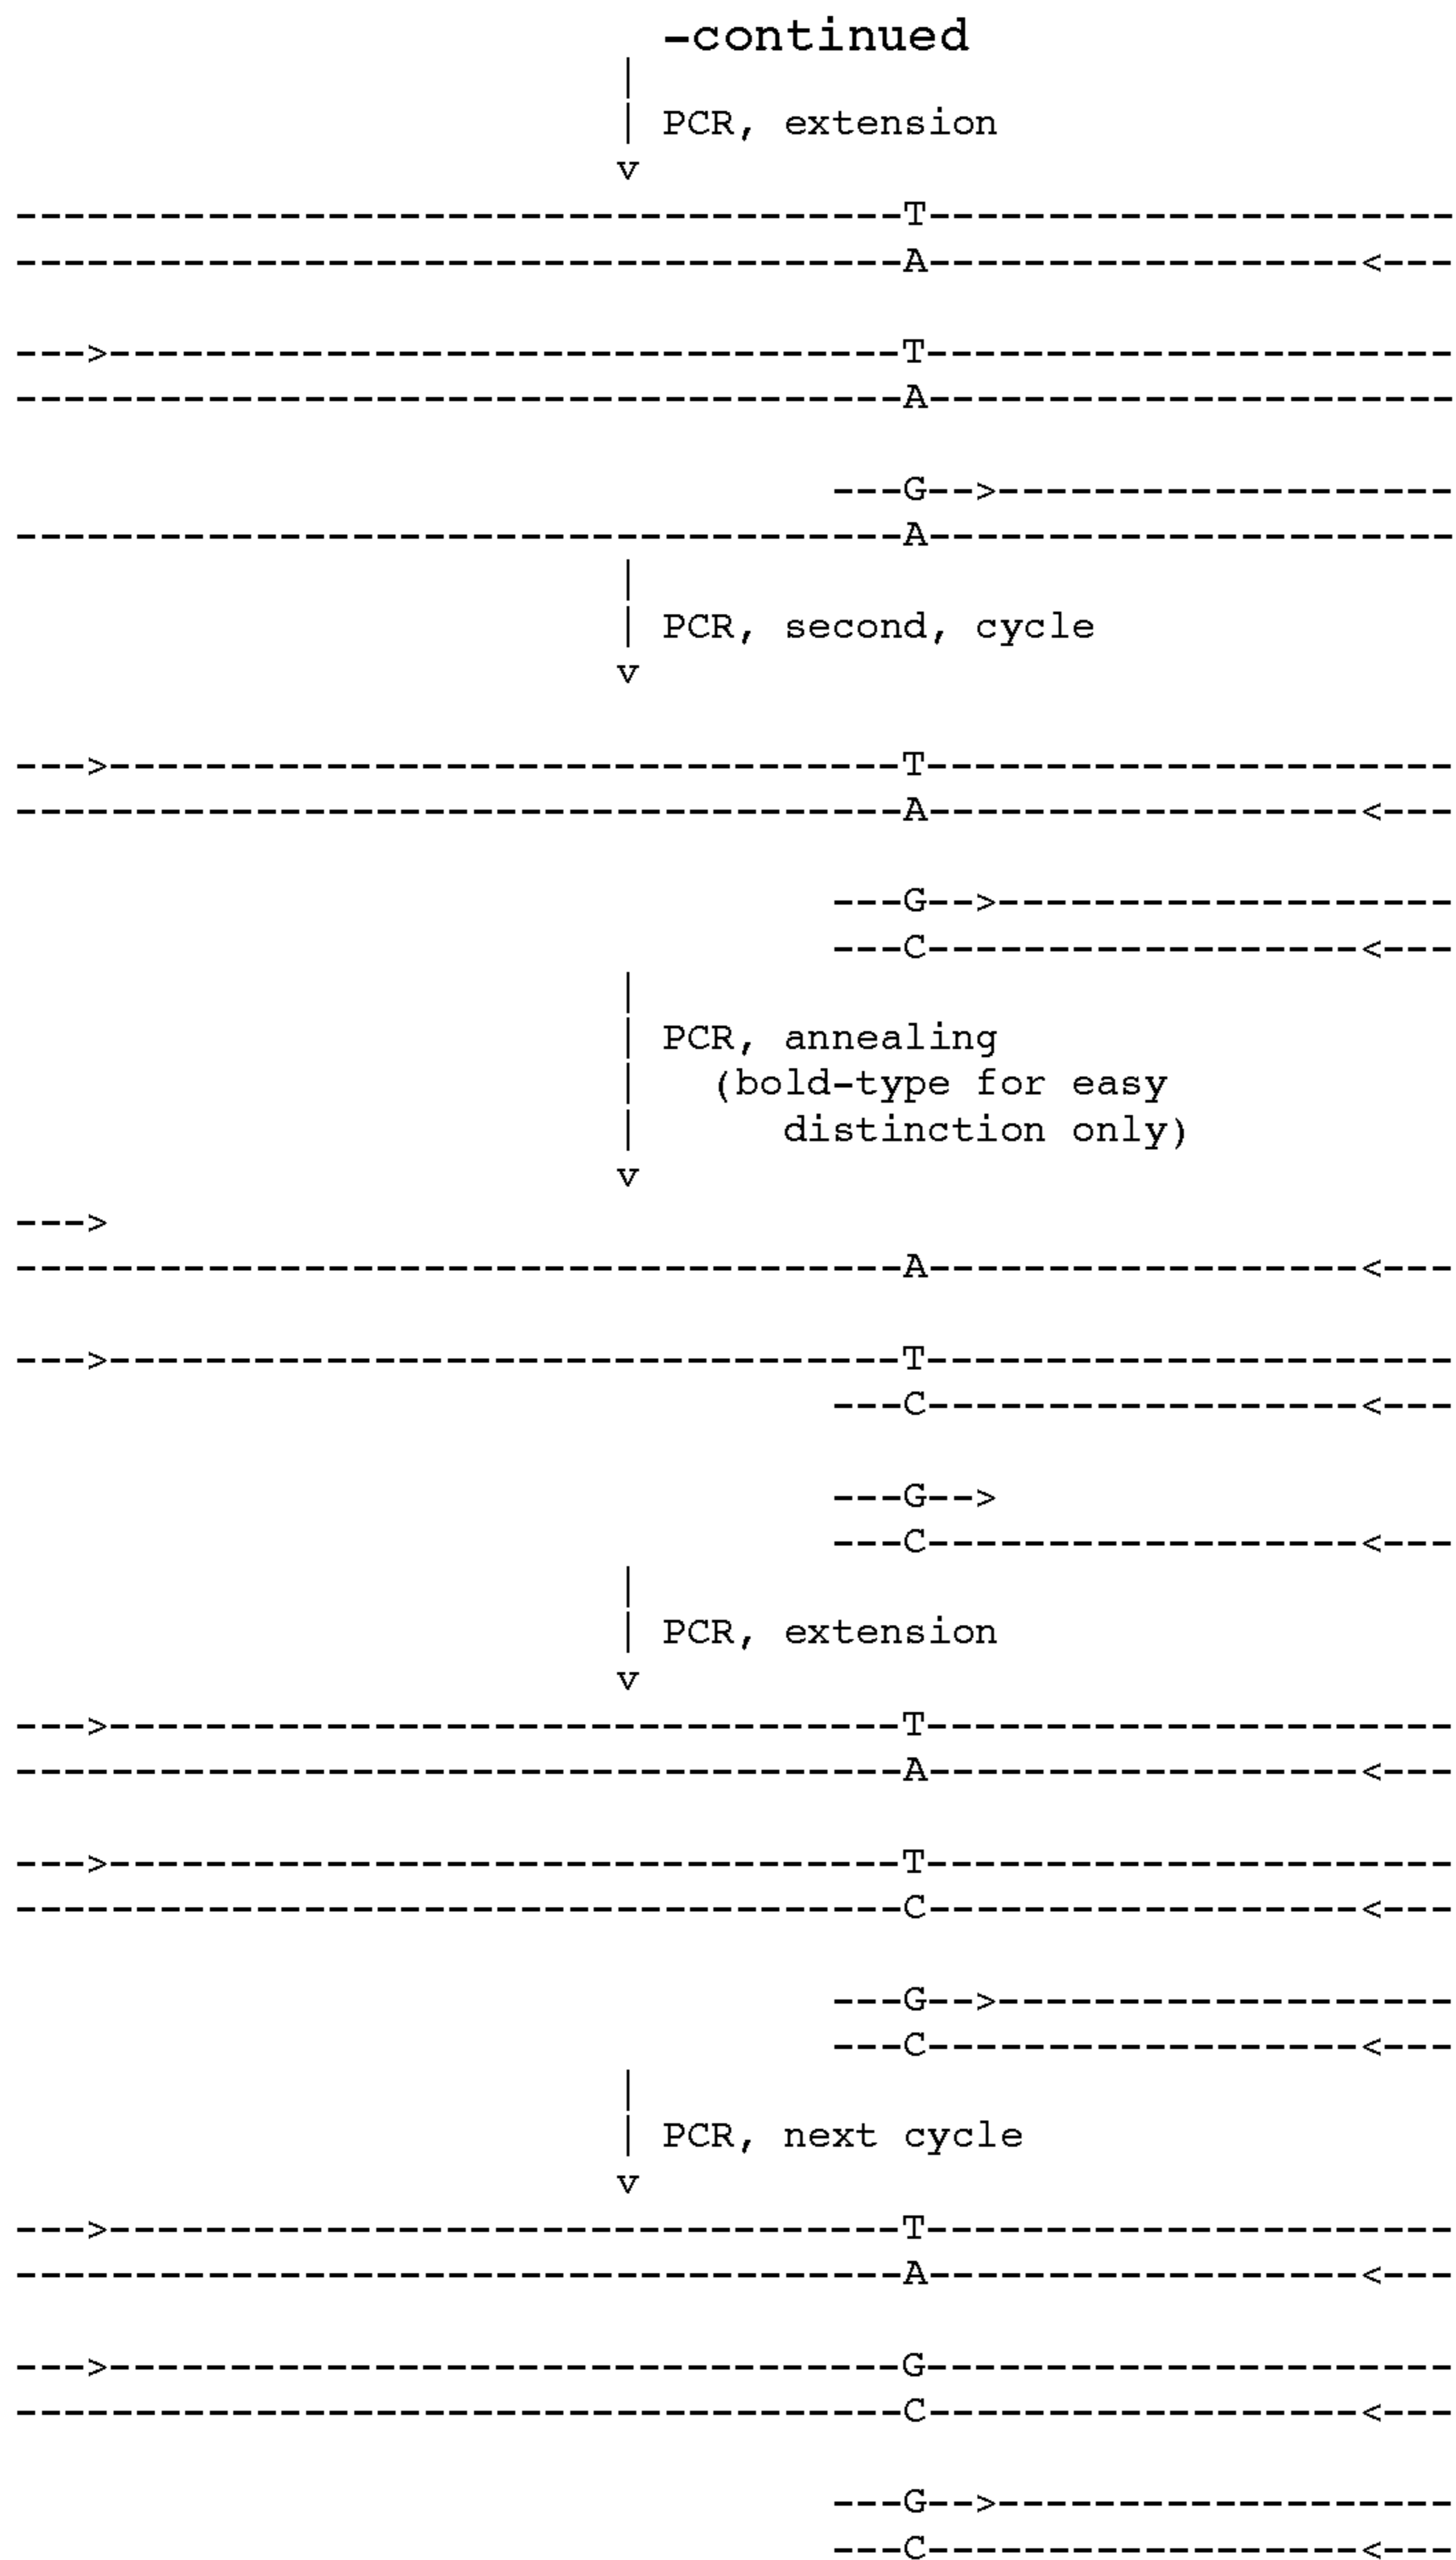 -continued
|
| PCR, extension
v
-------------------------------------T----------------------
-------------------------------------A------------------<---
--->---------------------------------T----------------------
-------------------------------------A----------------------
---G-->-------------------
-------------------------------------A----------------------
|
| PCR, second, cycle
v
--->---------------------------------T----------------------
-------------------------------------A------------------<---
---G-->-------------------
---C------------------<---
|
| PCR, annealing
| (bold-type for easy
| distinction only)
v
--->
-------------------------------------A------------------<---
--->---------------------------------T----------------------
---C------------------<---
---G-->
---C------------------<---
|
| PCR, extension
v
--->---------------------------------T----------------------
-------------------------------------A------------------<---
--->---------------------------------T----------------------
-------------------------------------C------------------<---
---G-->-------------------
---C------------------<---
|
| PCR, next cycle
v
--->---------------------------------T----------------------
-------------------------------------A------------------<---
--->---------------------------------G----------------------
-------------------------------------C------------------<---
---G-->-------------------
---C------------------<---